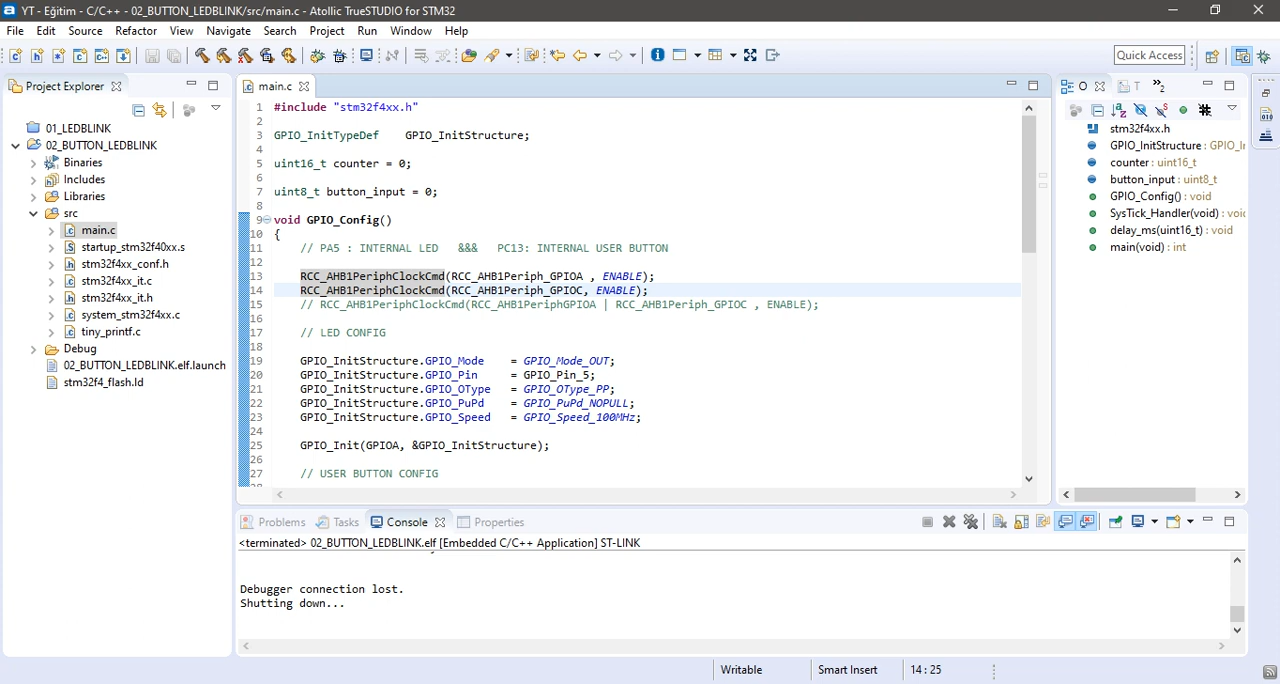 YT - Eğitim - C/C++ - 02_BUTTON_LEDBLINK/src/main.c - Atollic TrueSTUDIO for STM32
File Edit Source Refactor View Navigate Search Project Run Window Help
Quick Access
Project Explorer
01_LEDBLINK
02_BUTTON_LEDBLINK
Binaries
Includes
Libraries
src
main.c
startup_stm32f40xx.s
stm32f4xx_conf.h
stm32f4xx_it.c
stm32f4xx_it.h
system_stm32f4xx.c
tiny_printf.c
Debug
02_BUTTON_LEDBLINK.elf.launch
stm32f4_flash.ld
main.c
1 #include "stm32f4xx.h"
2
3 GPIO_InitTypeDef GPIO_InitStructure;
4
5 uint16_t counter = 0;
6
7 uint8_t button_input = 0;
8
9 void GPIO_Config()
10 {
11 // PA5 : INTERNAL LED &&& PC13: INTERNAL USER BUTTON
12
13 RCC_AHB1PeriphClockCmd(RCC_AHB1Periph_GPIOA , ENABLE);
14 RCC_AHB1PeriphClockCmd(RCC_AHB1Periph_GPIOC, ENABLE);
15 // RCC_AHB1PeriphClockCmd(RCC_AHB1PeriphGPIOA | RCC_AHB1Periph_GPIOC , ENABLE);
16
17 // LED CONFIG
18
19 GPIO_InitStructure.GPIO_Mode = GPIO_Mode_OUT;
20 GPIO_InitStructure.GPIO_Pin = GPIO_Pin_5;
21 GPIO_InitStructure.GPIO_OType = GPIO_OType_PP;
22 GPIO_InitStructure.GPIO_PuPd = GPIO_PuPd_NOPULL;
23 GPIO_InitStructure.GPIO_Speed = GPIO_Speed_100MHz;
24
25 GPIO_Init(GPIOA, &GPIO_InitStructure);
26
27 // USER BUTTON CONFIG
O
T
stm32f4xx.h
GPIO_InitStructure : GPIO_Ir
counter : uint16_t
button_input : uint8_t
GPIO_Config() : void
SysTick_Handler(void) : voic
delay_ms(uint16_t) : void
main(void) : int
Problems Tasks Console Properties
<terminated> 02_BUTTON_LEDBLINK.elf [Embedded C/C++ Application] ST-LINK
Debugger connection lost.
Shutting down...
Writable Smart Insert 14 : 25